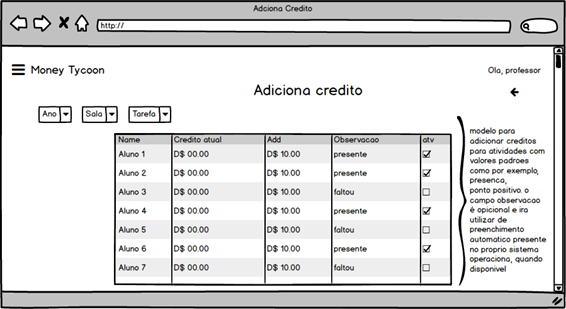 Adciona Credito
http://
Money Tycoon
Ola, professor
Adiciona credito
Ano Sala Tarefa
Name Credito atual Add Observacao atv
Aluno 1 D$ 00.00 D$ 10.00 presente
Aluno 2 D$ 00.00 D$ 10.00 presente
Aluno 3 D$ 00.00 D$ 10.00 faltou
Aluno 4 D$ 00.00 D$ 10.00 presente
Aluno 5 D$ 00.00 D$ 10.00 faltou
Aluno 6 D$ 00.00 D$ 10.00 presente
Aluno 7 D$ 00.00 D$ 10.00 faltou
modelo para
adicionar creditos
para atividades com
valores padroes
como por exemplo,
presenca,
ponto positivo. o
campo observacao
é opicional e ira
utilizar de
preenchimento
automatico presente
no proprio sistema
operaciona, quando
disponivel